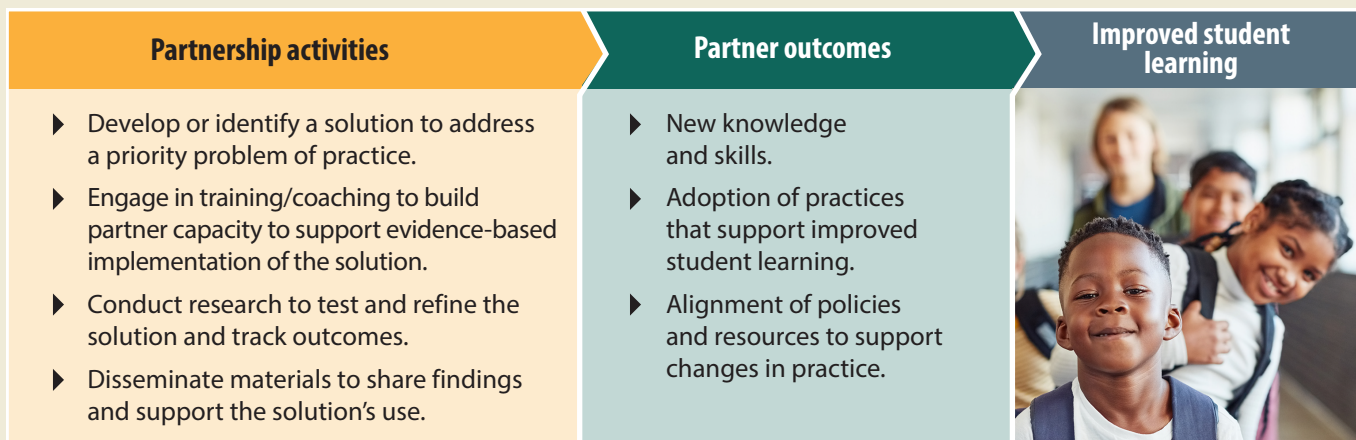 Partnership activities
Develop or identify a solution to address
a priority problem of practice.
Engage in training/coaching to build
partner capacity to support evidence-based
implementation of the solution.
Conduct research to test and refine the
solution and track outcomes.
Disseminate materials to share findings
and support the solution's use.
Partner outcomes
New knowledge
and skills.
Adoption of practices
that support improved
student learning.
Alignment of policies
and resources to support
changes in practice.
Improved student
learning